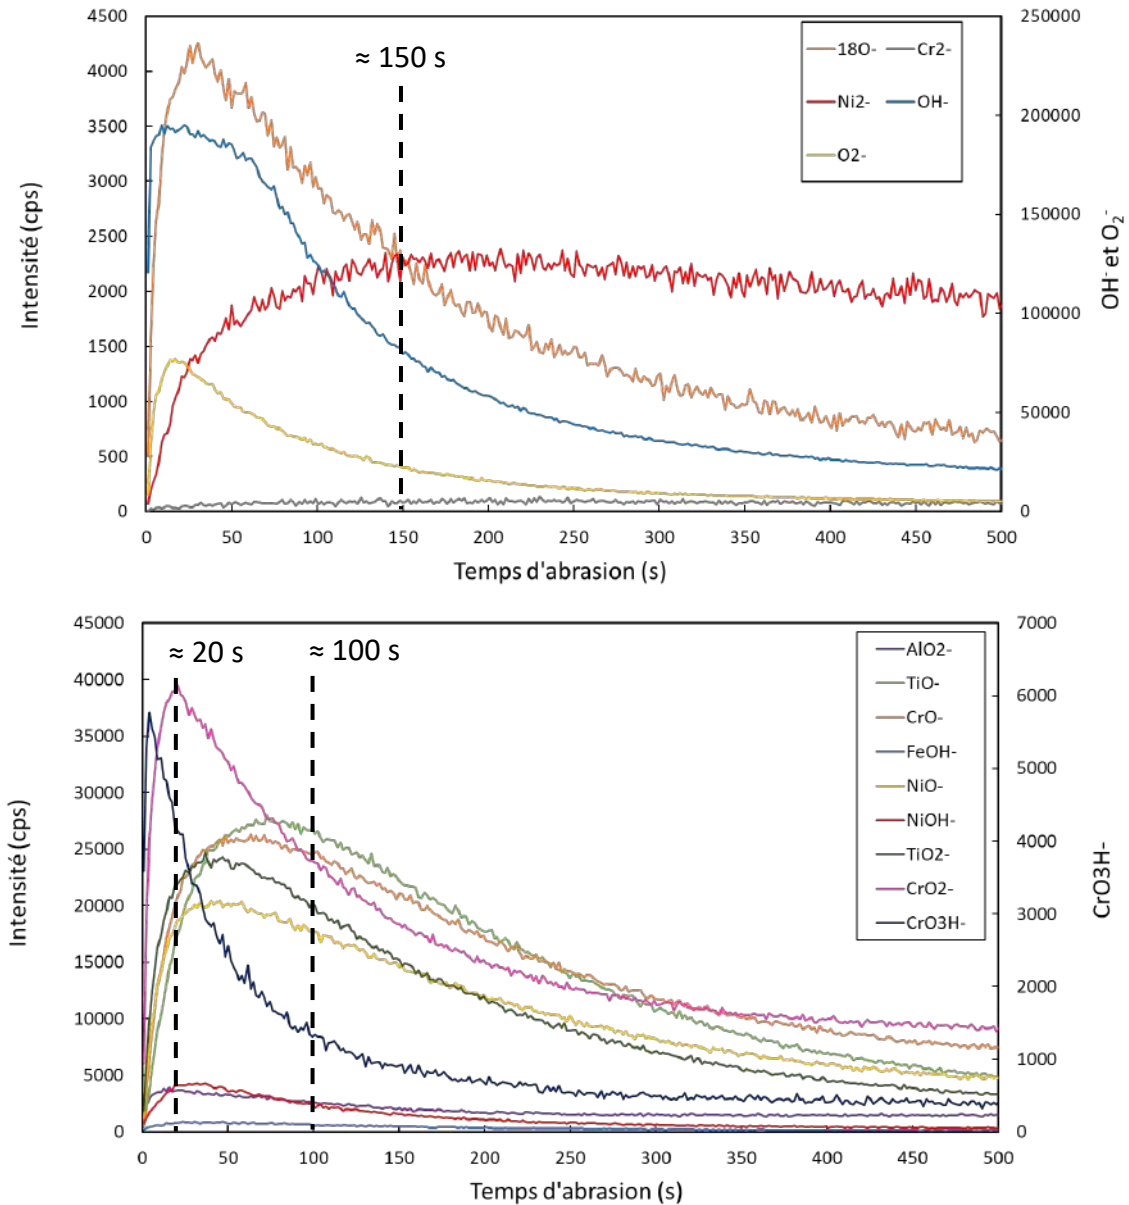 4500
4000
3500
3000
2500
2000
1500
1000
500
0
Intensité (cps)
≈ 150 s
18O- Cr2-
Ni2- OH-
O2-
250000
200000
150000
100000
50000
0
OH⁻ et O₂⁻
0 50 100 150 200 250 300 350 400 450 500
Temps d'abrasion (s)
45000
40000
35000
30000
25000
20000
15000
10000
5000
0
Intensité (cps)
≈ 20 s
≈ 100 s
AlO2-
TiO-
CrO-
FeOH-
NiO-
NiOH-
TiO2-
CrO2-
CrO3H-
7000
6000
5000
4000
3000
2000
1000
0
CrO3H-
0 50 100 150 200 250 300 350 400 450 500
Temps d'abrasion (s)